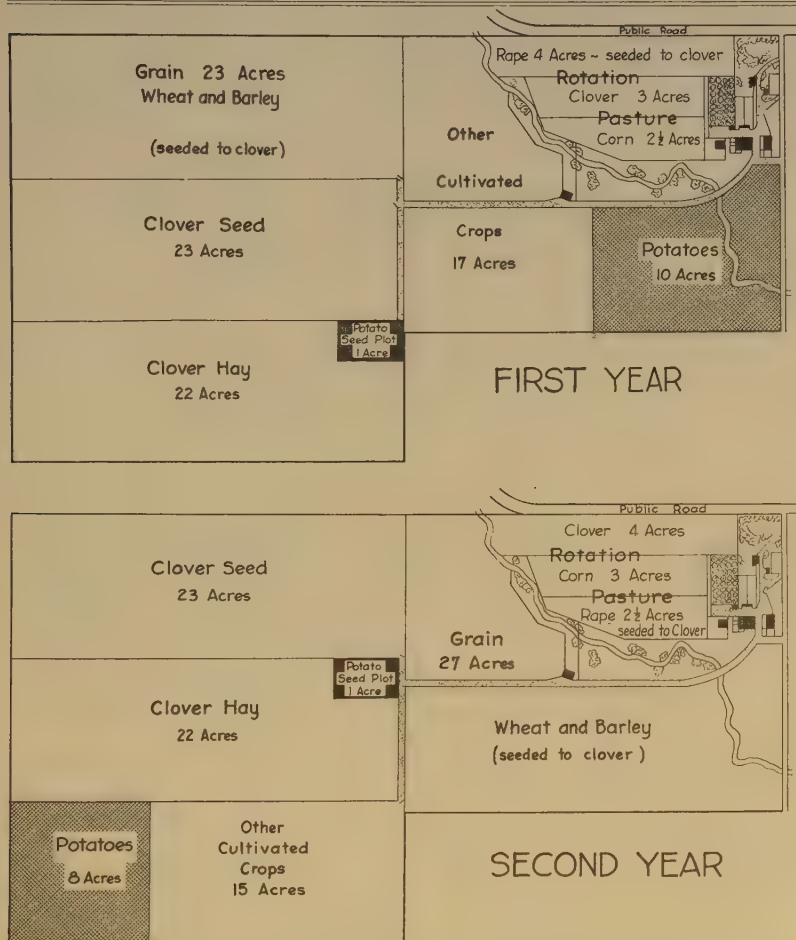 Public Road
Grain 23 Acres
Wheat and Barley
(seeded to clover)
Rape 4 Acres ~ seeded to clover
Rotation
Clover 3 Acres
Pasture
Corn 2½ Acres
Other
Cultivated
Crops
17 Acres
Clover Seed
23 Acres
Potatoes
10 Acres
Potato
Seed Plot
1 Acre
Clover Hay
22 Acres
FIRST YEAR
Public Road
Clover Seed
23 Acres
Clover 4 Acres
Rotation
Corn 3 Acres
Pasture
Rape 2½ Acres
seeded to Clover
Grain
27 Acres
Potato
Seed Plot
1 Acre
Clover Hay
22 Acres
Wheat and Barley
(seeded to clover)
Potatoes
8 Acres
Other
Cultivated
Crops
15 Acres
SECOND YEAR